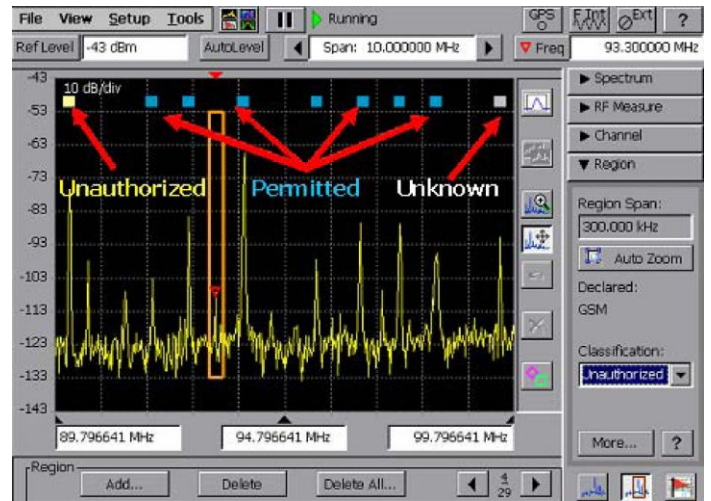 File View Setup Tools Running GPS F.Int Ext ?
Ref Level -43 dBm AutoLevel Span: 10.000000 MHz Freq 93.300000 MHz
-43
10 dB/div
-53
-63
-73
-83
-93
-103
-113
-123
-133
-143
Unauthorized Permitted Unknown
89.796641 MHz 94.796641 MHz 99.796641 MHz
Spectrum
RF Measure
Channel
Region
Region Span:
300.000 kHz
Auto Zoom
Declared:
GSM
Classification:
Unauthorized
More... ?
Region
Add... Delete Delete All... 4
29